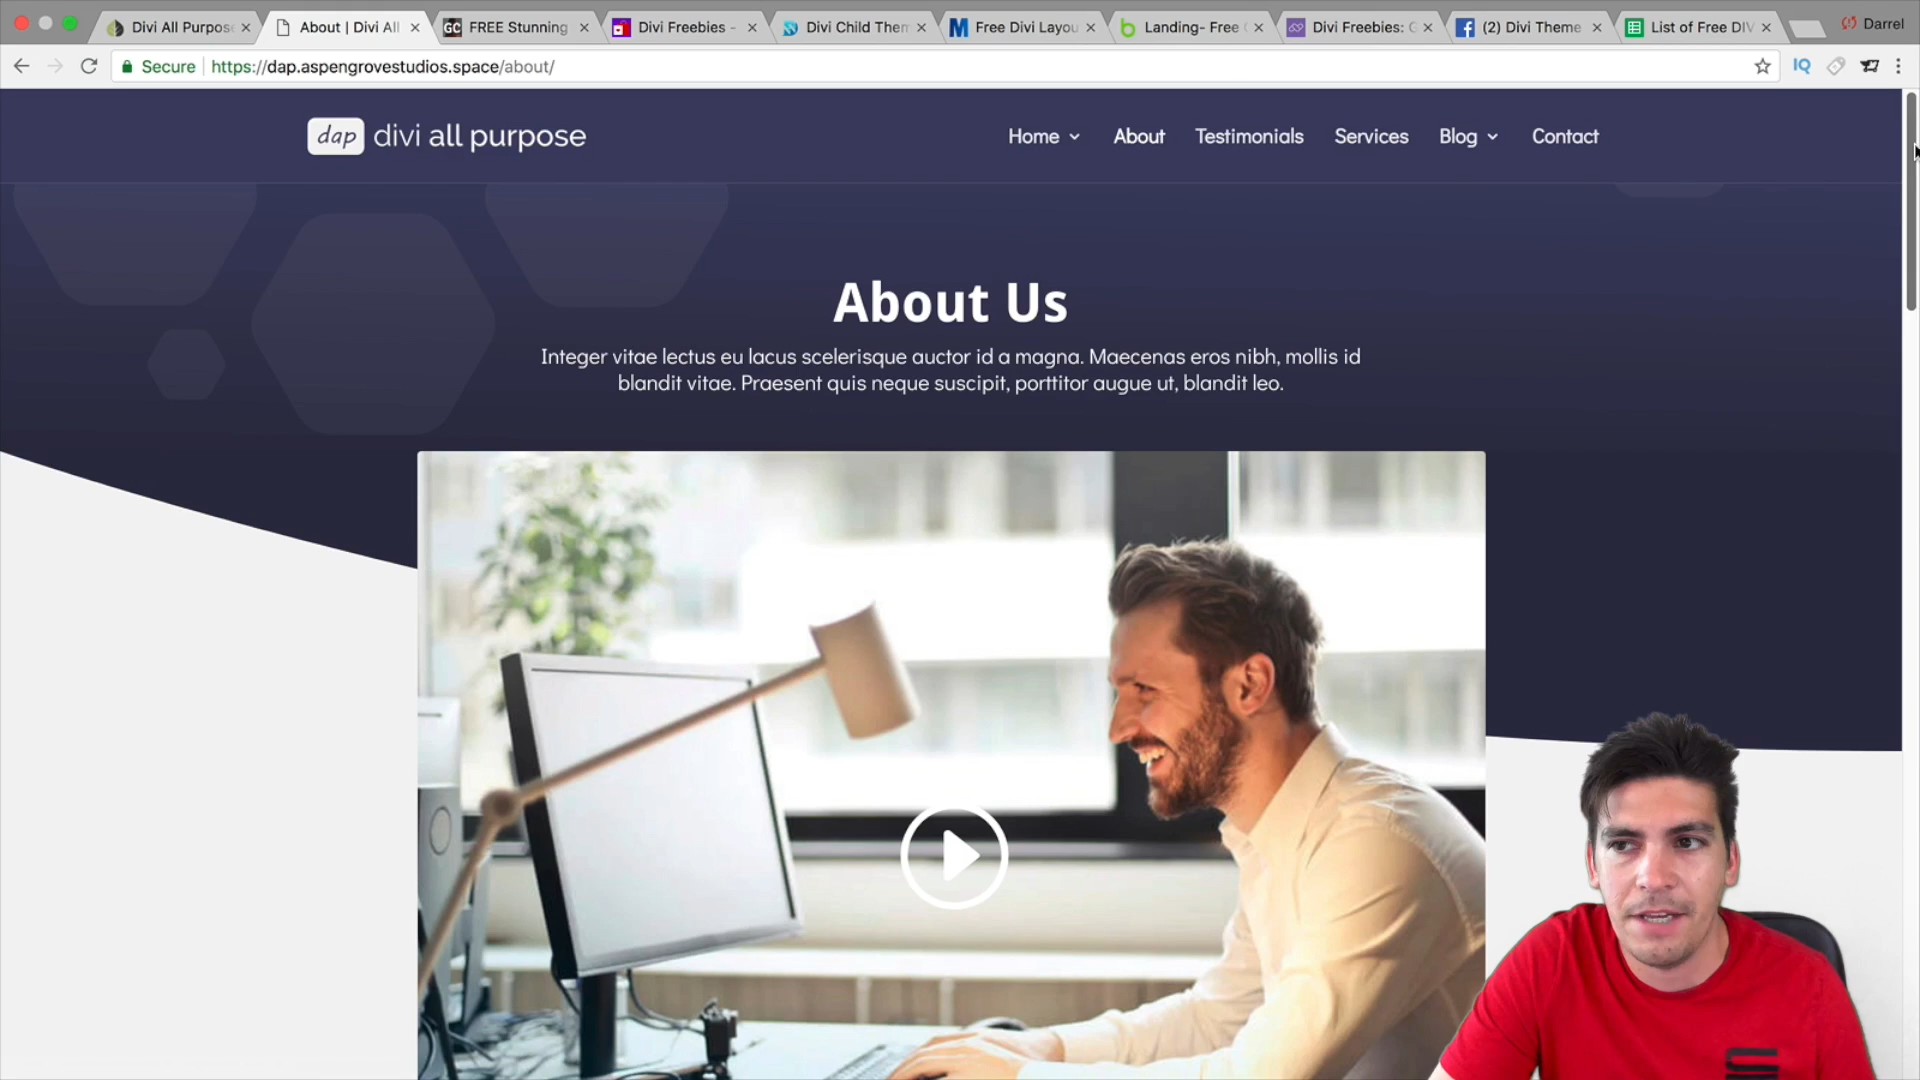 Divi All Purpos
About | Divi All
GC FREE Stunning
Divi Freebies -
Divi Child Them
Free Divi Layou
Landing- Free
Divi Freebies: G
(2) Divi Theme
List of Free DIV
Darrel
Secure https://dap.aspengrovestudios.space/about/
IQ
dap divi all purpose
Home About Testimonials Services Blog Contact
About Us
Integer vitae lectus eu lacus scelerisque auctor id a magna. Maecenas eros nibh, mollis id
blandit vitae. Praesent quis neque suscipit, porttitor augue ut, blandit leo.